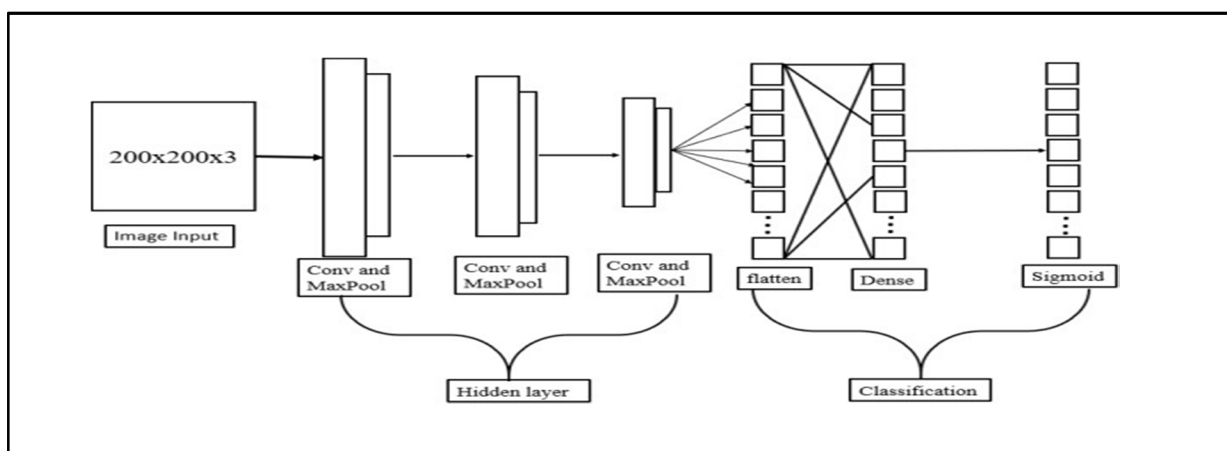 200x200x3
Image Input
Conv and
MaxPool
Conv and
MaxPool
Conv and
MaxPool
flatten
Dense
Sigmoid
Hidden layer
Classification